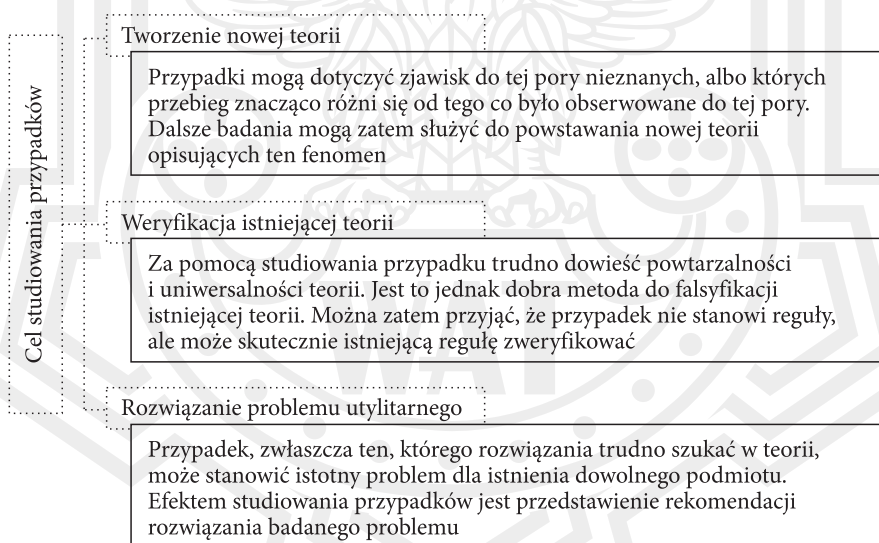 Cel studiowania przypadków
Tworzenie nowej teorii
Przypadki mogą dotyczyć zjawisk do tej pory nieznanych, albo których
przebieg znacząco różni się od tego co było obserwowane do tej pory.
Dalsze badania mogą zatem służyć do powstawania nowej teorii
opisujących ten fenomen
Weryfikacja istniejącej teorii
Za pomocą studiowania przypadku trudno dowieść powtarzalności
i uniwersalności teorii. Jest to jednak dobra metoda do falsyfikacji
istniejącej teorii. Można zatem przyjąć, że przypadek nie stanowi reguły,
ale może skutecznie istniejącą regułę zweryfikować
Rozwiązanie problemu utylitarnego
Przypadek, zwłaszcza ten, którego rozwiązania trudno szukać w teorii,
może stanowić istotny problem dla istnienia dowolnego podmiotu.
Efektem studiowania przypadków jest przedstawienie rekomendacji
rozwiązania badanego problemu
WAT